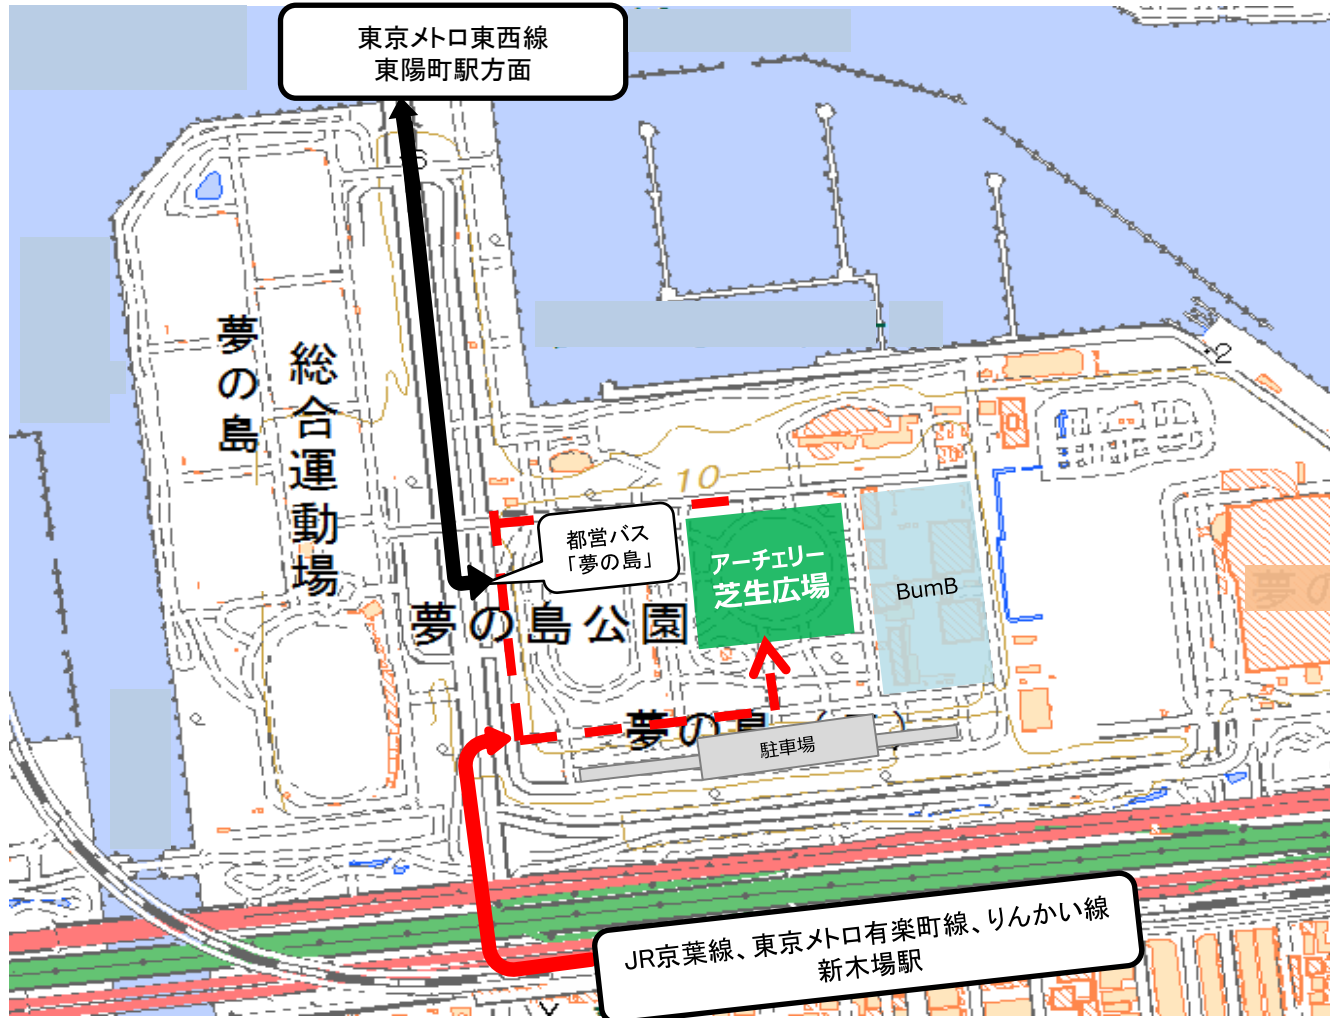 東京メトロ東西線
東陽町駅方面
夢の島
総合運動場
10
都営バス
「夢の島」
アーチェリー
芝生広場
BumB
夢の島公園
夢の島
駐車場
JR京葉線、東京メトロ有楽町線、りんかい線
新木場駅